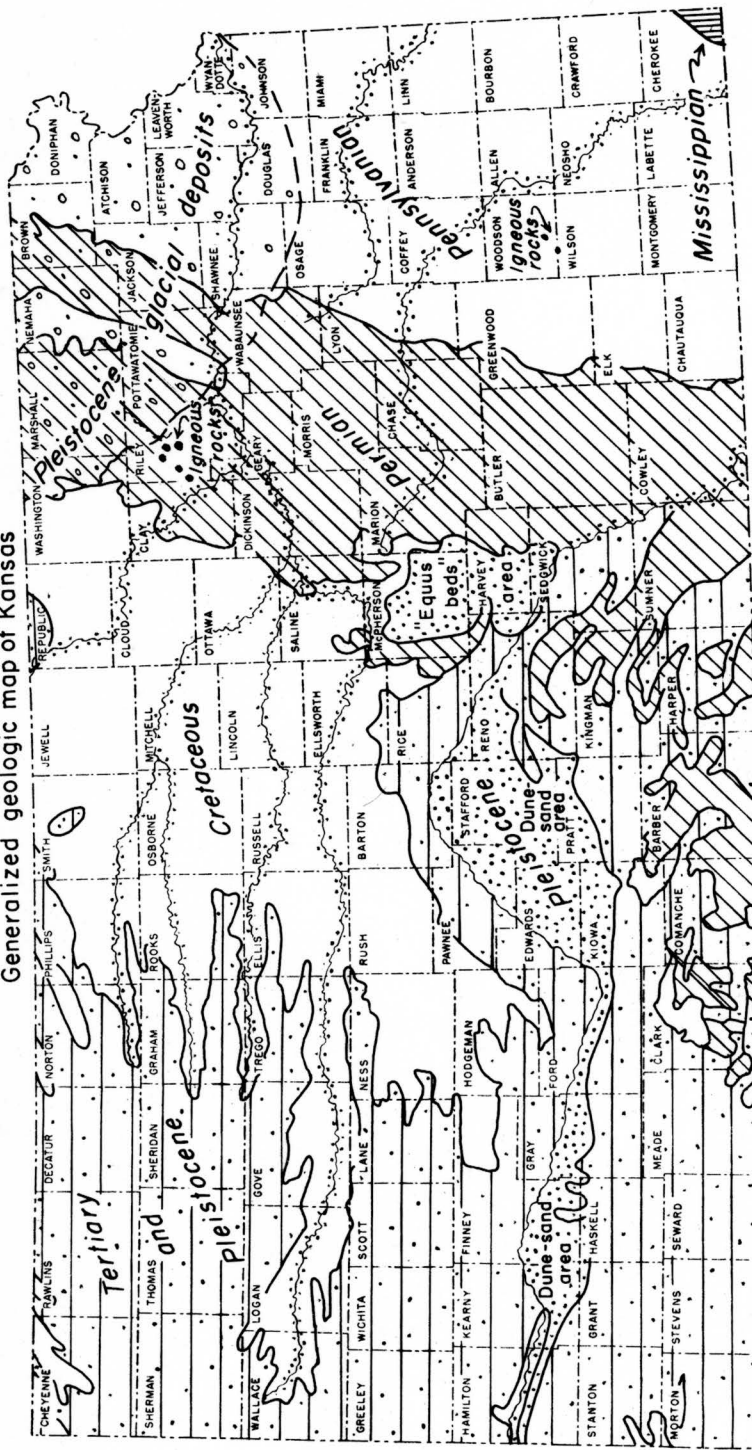 Generalized geologic map of Kansas
CHEYENNE
RAWLINS
DECATUR
NORTON
PHILLIPS
SMITH
JEWELL
REPUBLIC
WASHINGTON
MARSHALL
NEMAHA
BROWN
DONIPHAN
Tertiary
and
Pleistocene
SHERMAN
THOMAS
SHERIDAN
GRAHAM
ROOKS
OSBORNE
MITCHELL
CLOUD
CLAY
RILEY
POTTAWATOMIE
JACKSON
ATCHISON
JEFFERSON
LEAVEN-
WORTH
WYAN-
DOTTE
Pleistocene
glacial
deposits
Igneous
rocks
Cretaceous
OTTAWA
LINCOLN
WALLACE
LOGAN
GOVE
TREGO
ELLIS
RUSSELL
ELLSWORTH
SALINE
DICKINSON
GEARY
WABAUNSEE
SHAWNEE
DOUGLAS
JOHNSON
GREELEY
WICHITA
SCOTT
LANE
NESS
RUSH
BARTON
RICE
McPHERSON
MARION
MORRIS
CHASE
LYON
OSAGE
FRANKLIN
MIAMI
Permian
Pennsylvanian
COFFEY
ANDERSON
LINN
HAMILTON
KEARNY
FINNEY
HODGEMAN
PAWNEE
STAFFORD
RENO
"Equus
beds"
HARVEY
area
SEDGWICK
BUTLER
GREENWOOD
WOODSON
ALLEN
BOURBON
Igneous
rocks
Dune-sand
area
GRAY
FORD
EDWARDS
KIOWA
Pleistocene
Dune-
sand
area
PRATT
KINGMAN
WILSON
NEOSHO
CRAWFORD
STANTON
GRANT
HASKELL
ELK
MORTON
STEVENS
SEWARD
MEADE
CLARK
COMANCHE
BARBER
HARPER
SUMNER
COWLEY
CHAUTAUQUA
MONTGOMERY
LABETTE
CHEROKEE
Mississippian